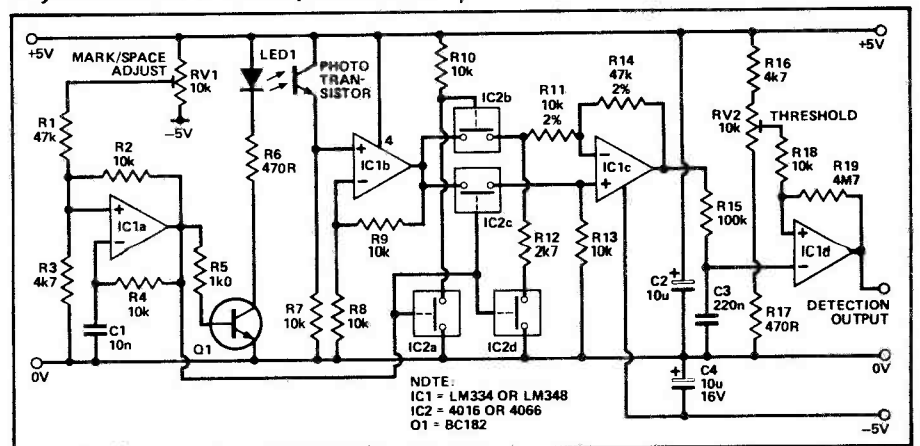 +5V
MARK/SPACE
ADJUST
RV1
10k
-5V
LED1
PHOTO
TRAN-
SISTOR
R10
10k
IC2b
R11
10k
2%
R14
47k
2%
+5V
R16
4k7
RV2
10k
THRESHOLD
R1
47k
R2
10k
R6
470R
4
+
-
IC1b
IC2c
-
+
IC1c
R18
10k
R19
4M7
+
-
IC1a
R9
10k
R12
2k7
R13
10k
R15
100k
+
-
IC1d
R3
4k7
R4
10k
R5
1k0
R7
10k
R8
10k
+
C2
10u
C3
220n
R17
470R
DETECTION
OUTPUT
C1
10n
Q1
IC2a
IC2d
0V
0V
NDTE:
IC1 = LM334 OR LM348
IC2 = 4016 OR 4066
O1 = BC182
+
C4
10u
16V
-5V